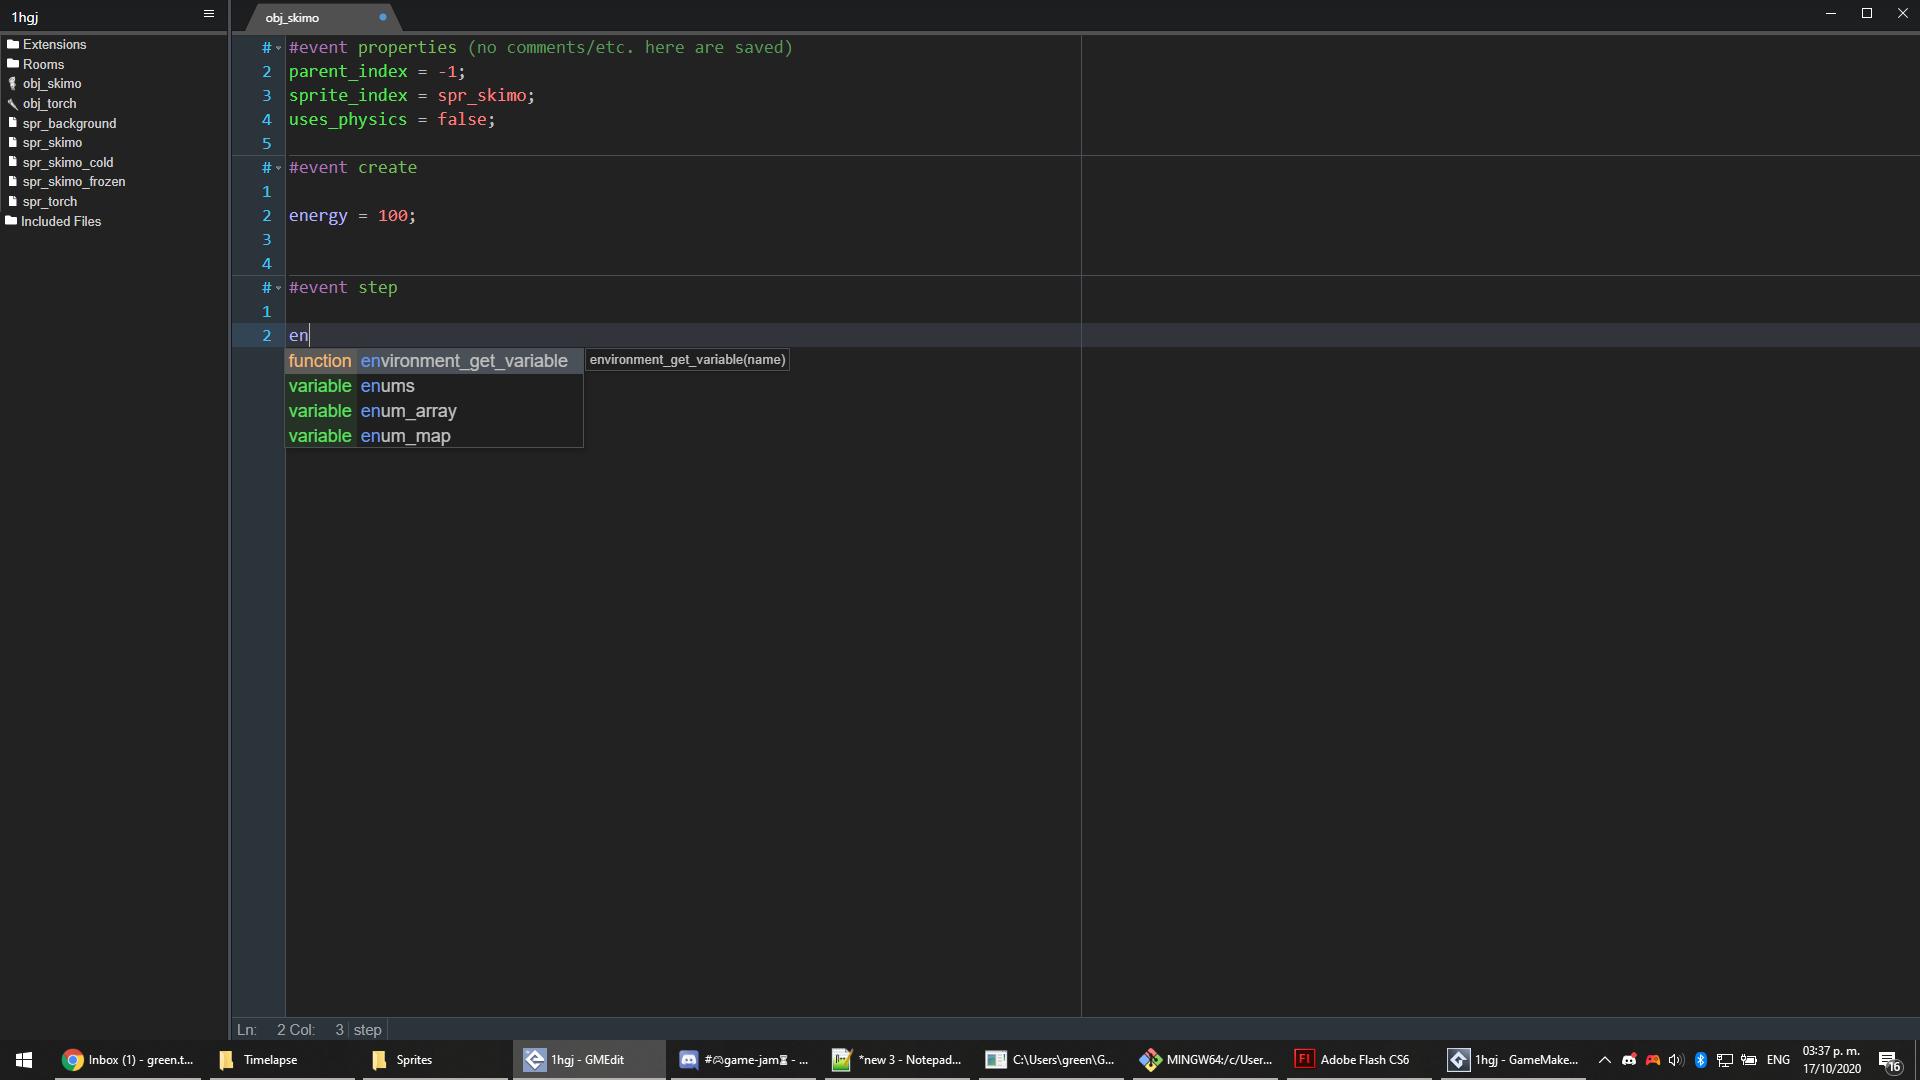 1hgj
Extensions
Rooms
obj_skimo
obj_torch
spr_background
spr_skimo
spr_skimo_cold
spr_skimo_frozen
spr_torch
Included Files
obj_skimo
# #event properties (no comments/etc. here are saved)
2 parent_index = -1;
3 sprite_index = spr_skimo;
4 uses_physics = false;
5
# #event create
1
2 energy = 100;
3
4
# #event step
1
2 en
function environment_get_variable environment_get_variable(name)
variable enums
variable enum_array
variable enum_map
Ln: 2 Col: 3 step
Inbox (1) - green.t...
Timelapse
Sprites
1hgj - GMEdit
#🎮game-jam⏳ - ...
*new 3 - Notepad...
C:\Users\green\G...
MINGW64:/c/User...
Fl Adobe Flash CS6
1hgj - GameMake...
ENG
03:37 p. m.
17/10/2020
16